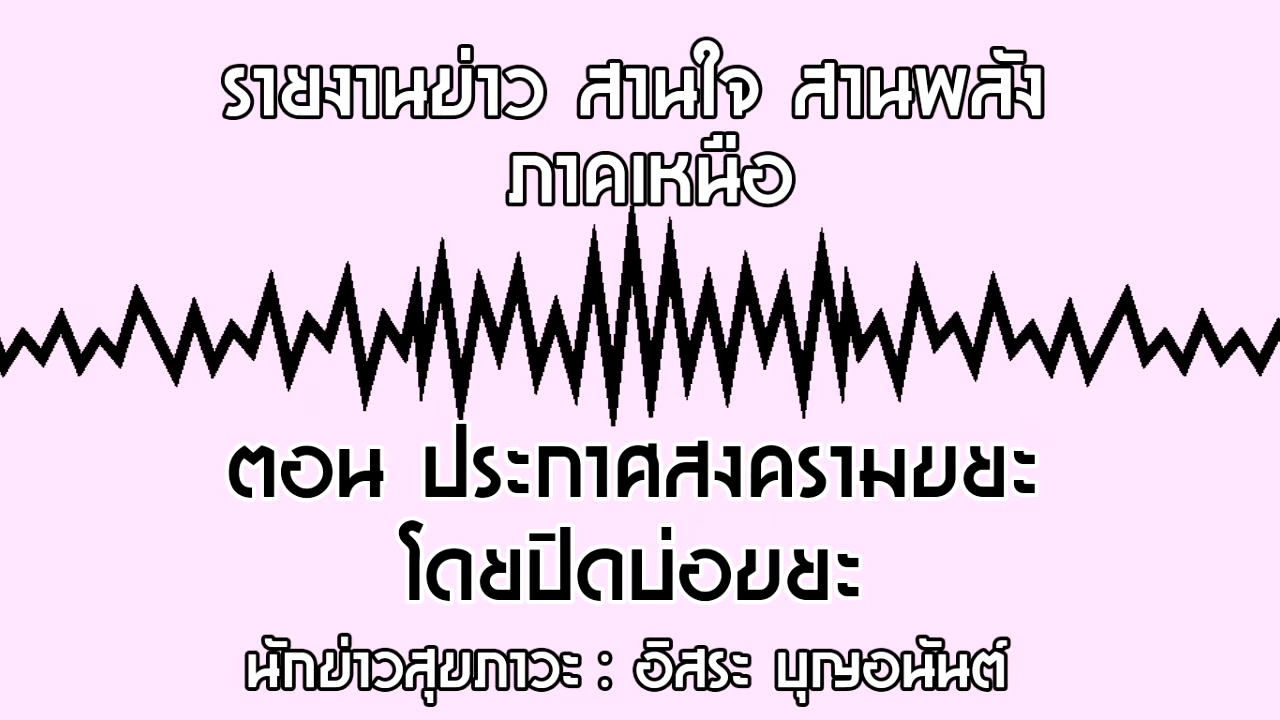 รายงานข่าว สานใจ สานพลัง
ภาคเหนือ
ตอน ประกาศสงครามขยะ
โดยปิดบ่อขยะ
นักข่าวสุขภาวะ : อิสระ บุญอนันต์